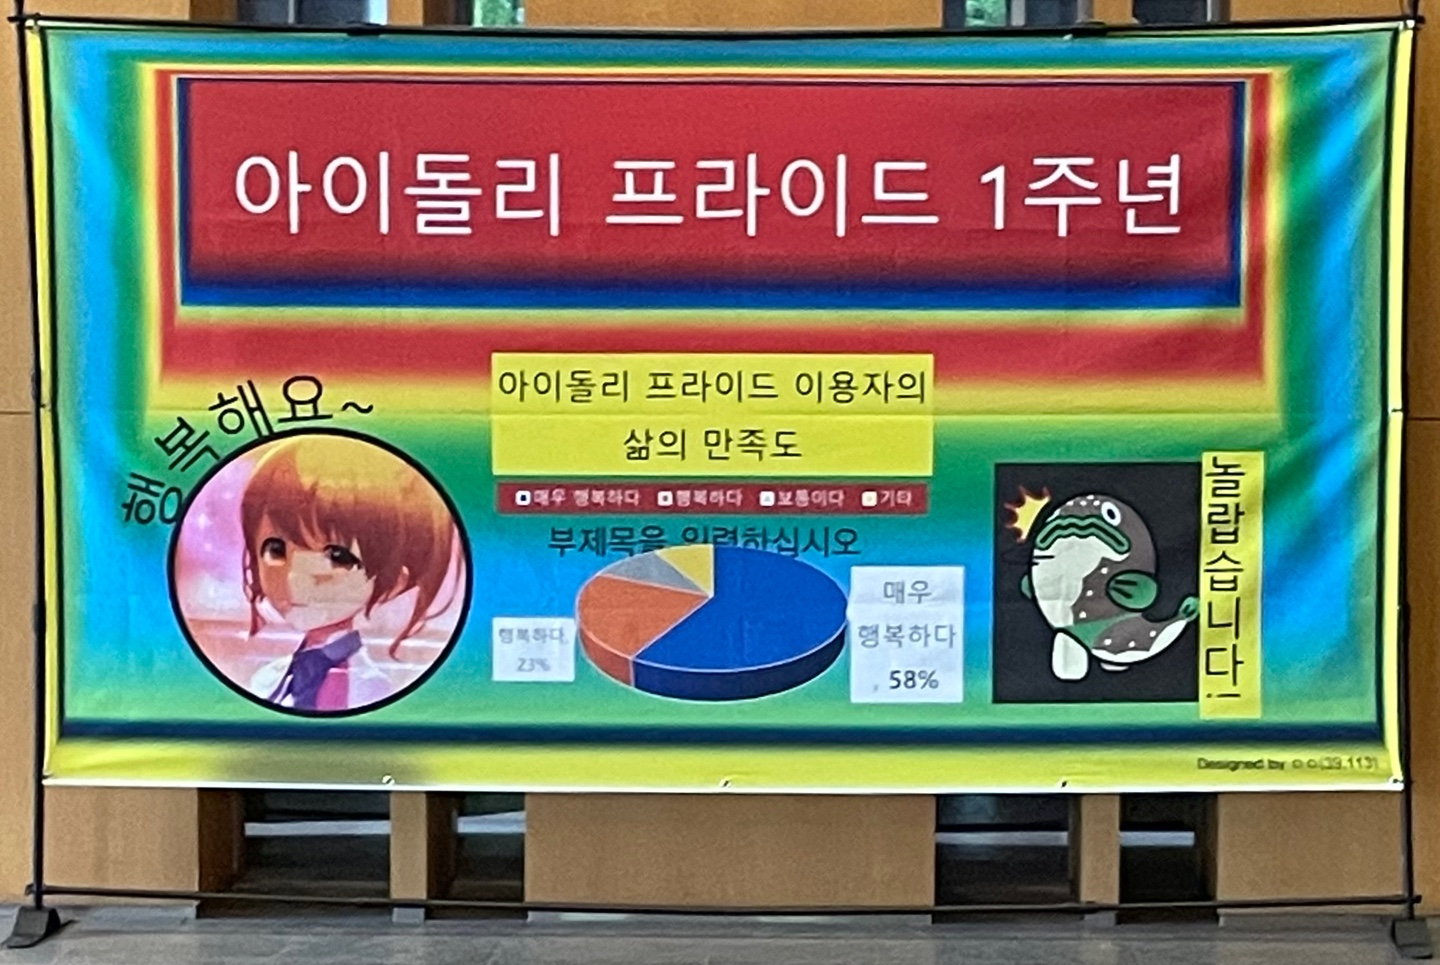 아이돌리 프라이드 1주년
행복해요~
아이돌리 프라이드 이용자의
삶의 만족도
매우 행복하다 행복하다 보통이다 기타
부제목을 입력하십시오
행복하다,
23%
매우
행복하다
, 58%
놀랍습니다!
Designed by ㅇㅇ(39.113)